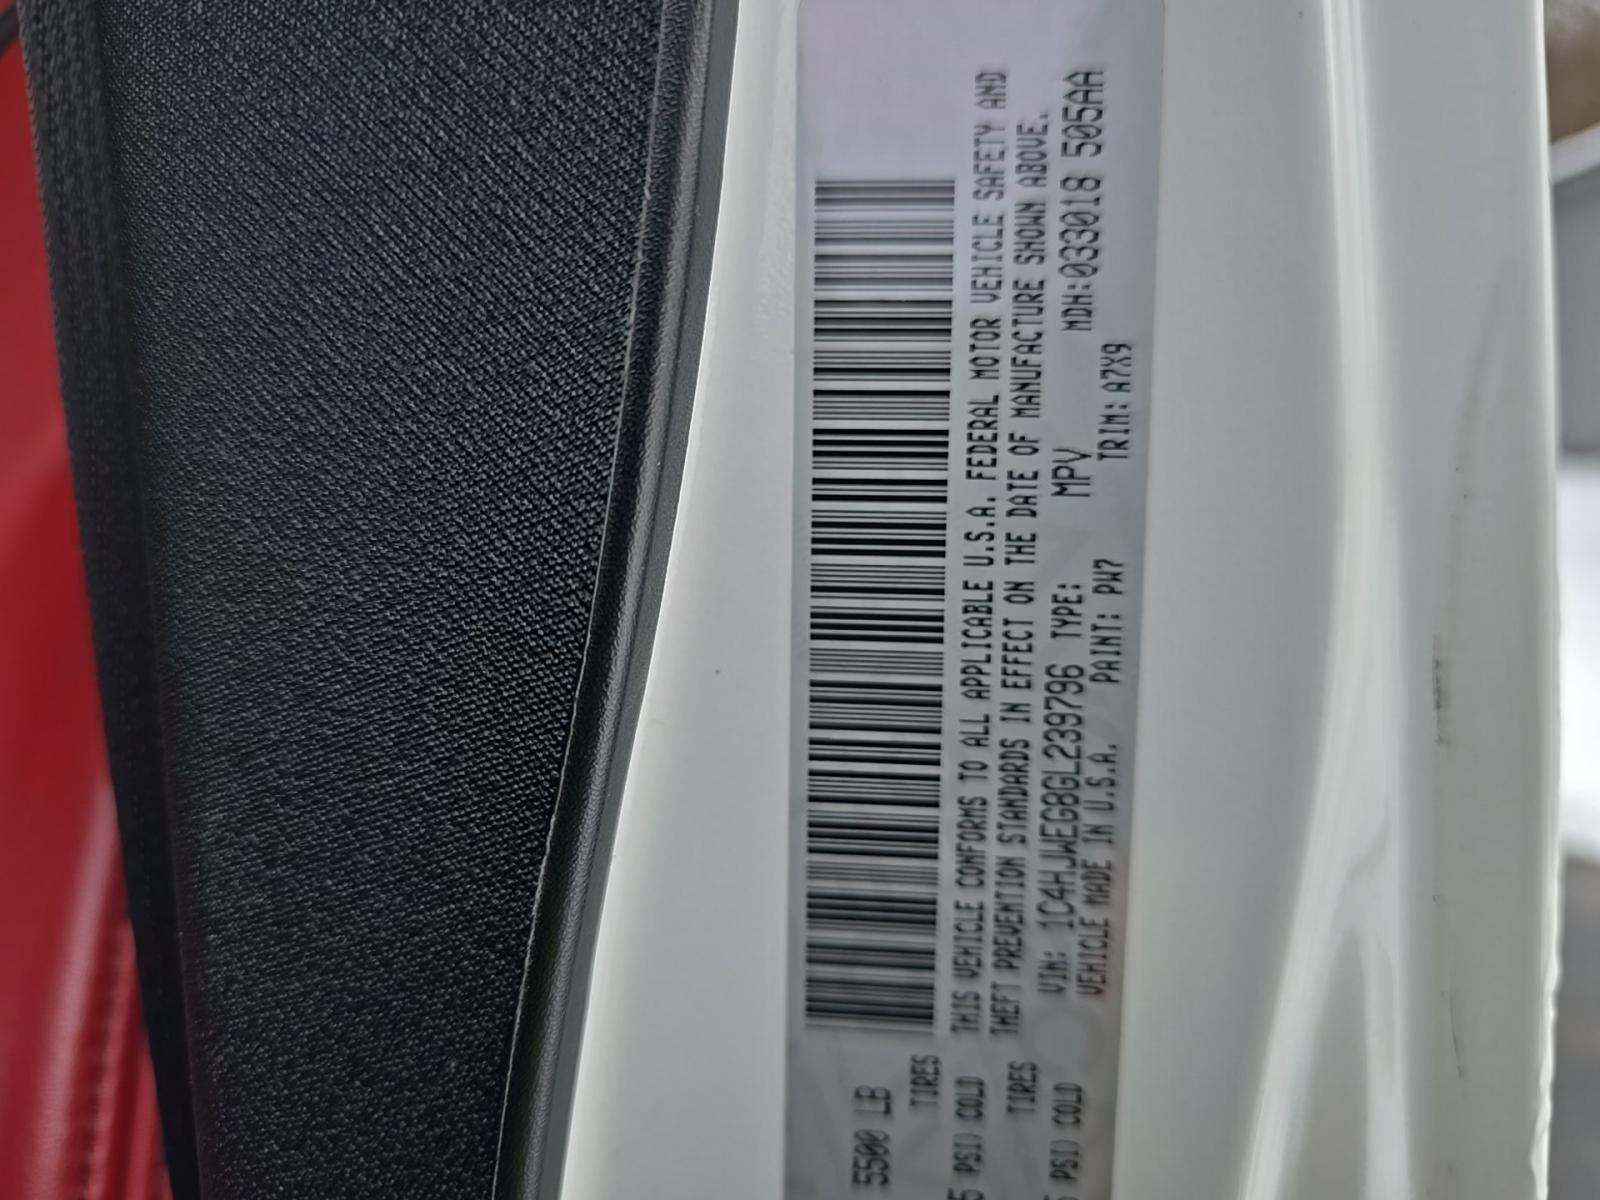 5500 LB
TIRES
5 PSI) COLD
TIRES
PSI) COLD
THIS VEHICLE CONFORMS TO ALL APPLICABLE U.S.A. FEDERAL MOTOR VEHICLE SAFETY AND
THEFT PREVENTION STANDARDS IN EFFECT ON THE DATE OF MANUFACTURE SHOWN ABOVE.
VIN: 1C4HJWEG8GL239796 TYPE: MPV MDH:033018 505AA
VEHICLE MADE IN U.S.A. PAINT: PW7 TRIM: A7X9